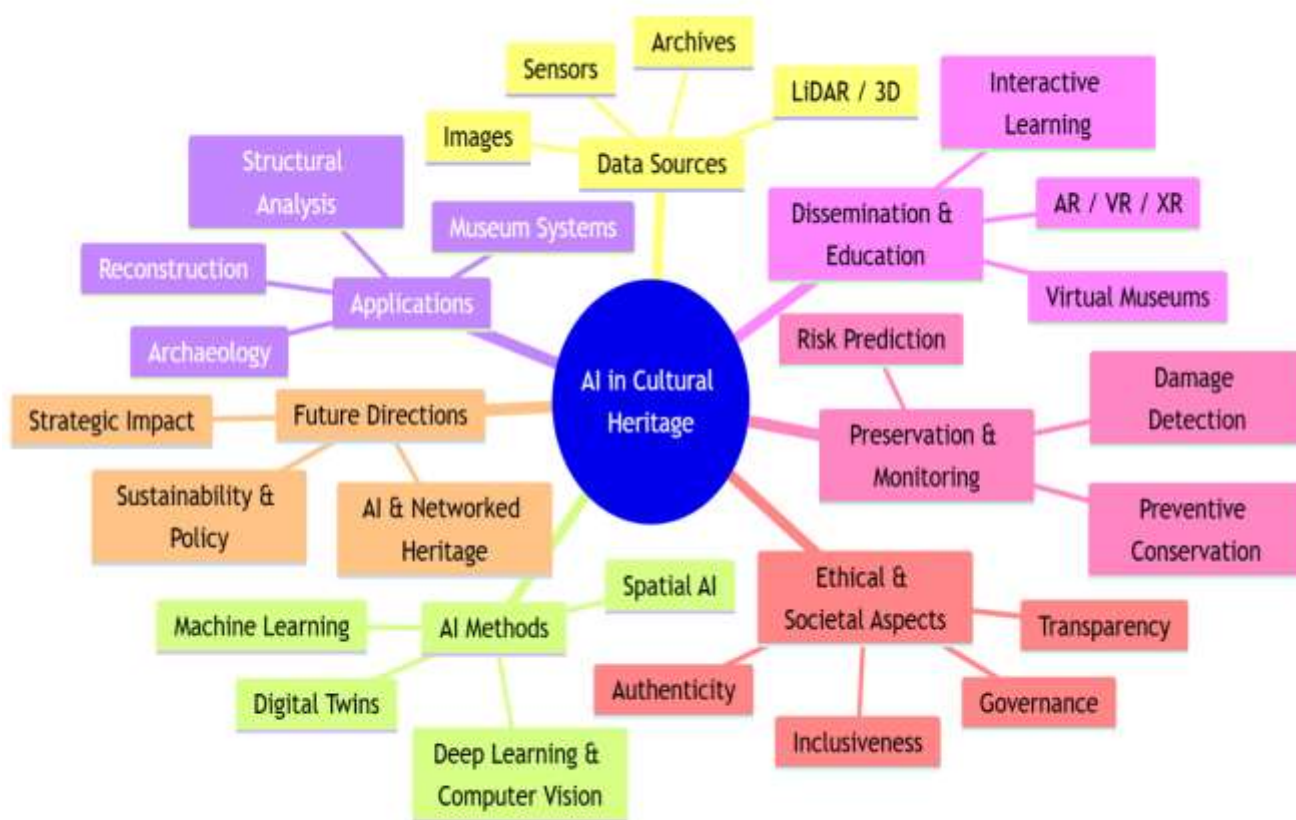 Archives
Sensors
LiDAR / 3D
Images
Data Sources
Interactive
Learning
Dissemination &
Education
AR / VR / XR
Virtual Museums
Structural
Analysis
Museum Systems
Reconstruction
Applications
Archaeology
AI in Cultural
Heritage
Risk Prediction
Damage
Detection
Preservation &
Monitoring
Preventive
Conservation
Strategic Impact
Future Directions
Sustainability &
Policy
AI & Networked
Heritage
Ethical &
Societal Aspects
Transparency
Authenticity
Governance
Inclusiveness
Spatial AI
Machine Learning
AI Methods
Digital Twins
Deep Learning &
Computer Vision